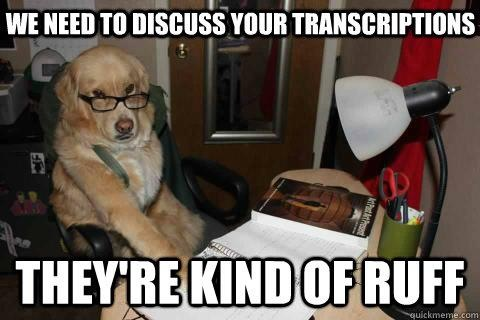 WE NEED TO DISCUSS YOUR TRANSCRIPTIONS
THEY'RE KIND OF RUFF
quickmeme.com